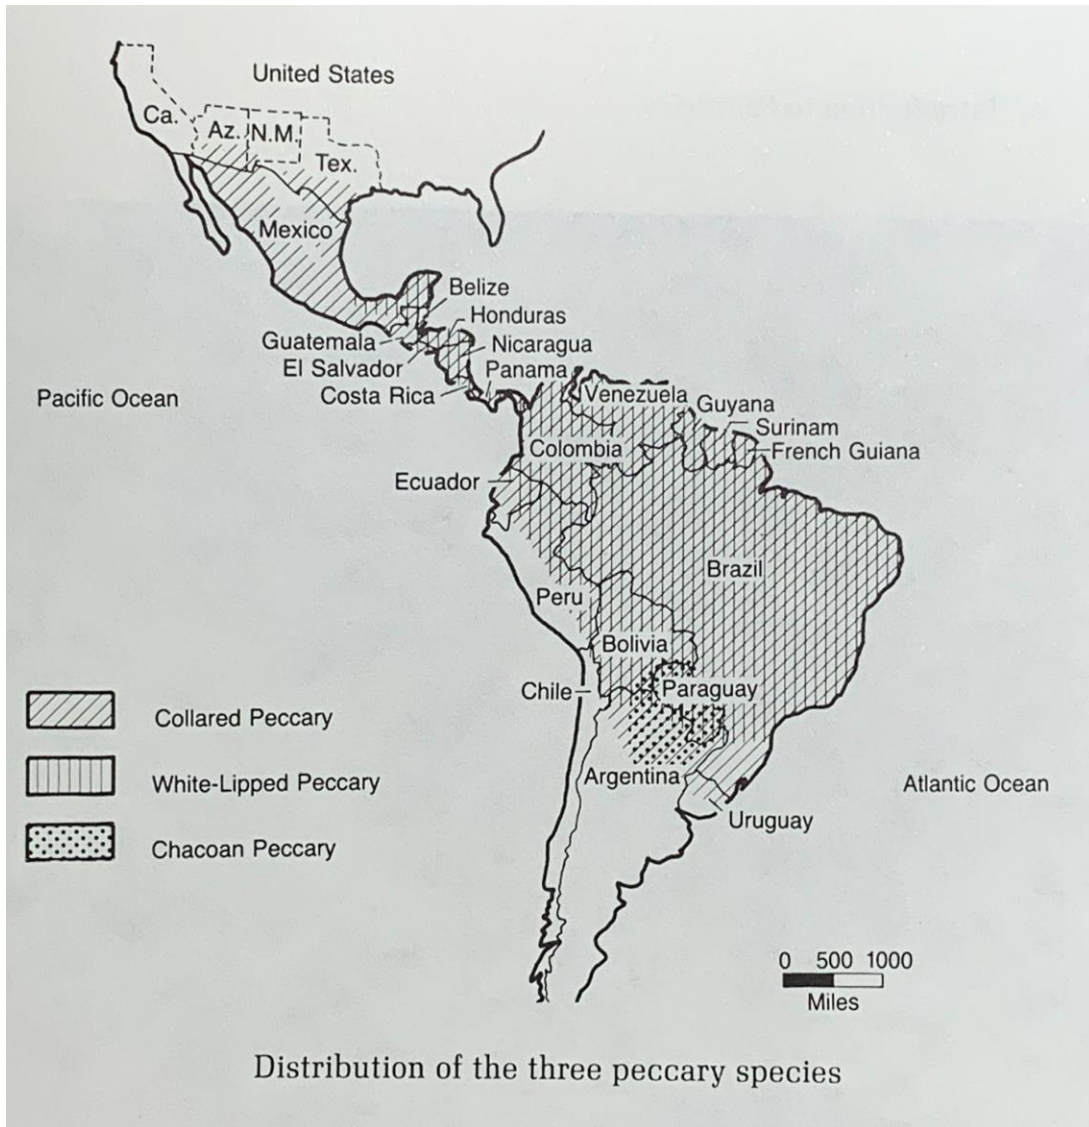 United States
Ca.
Az.
N.M.
Tex.
Mexico
Belize
Honduras
Guatemala
Nicaragua
El Salvador
Panama
Costa Rica
Pacific Ocean
Venezuela
Guyana
Surinam
Colombia
French Guiana
Ecuador
Brazil
Peru
Bolivia
Chile
Paraguay
Collared Peccary
White-Lipped Peccary
Argentina
Atlantic Ocean
Uruguay
Chacoan Peccary
0 500 1000
Miles
Distribution of the three peccary species